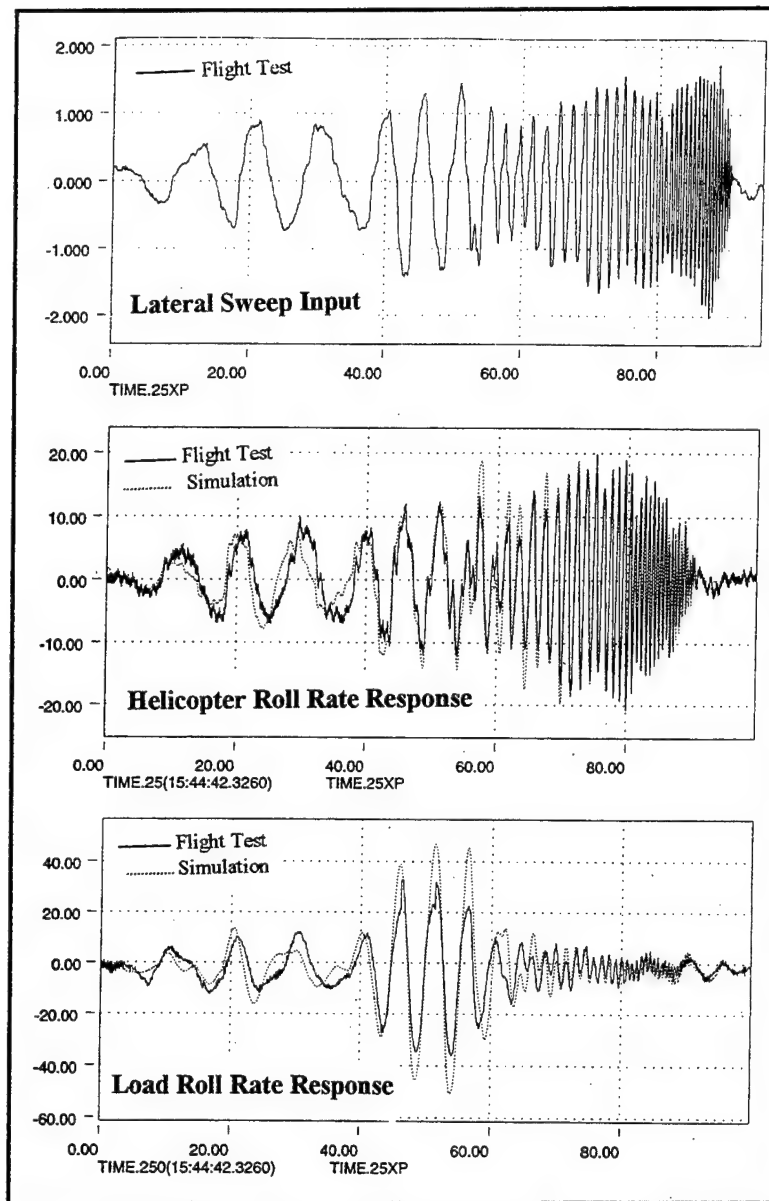 2.000
Flight Test
1.000
0.000
-1.000
Lateral Sweep Input
-2.000
0.00 20.00 40.00 60.00 80.00
TIME.25XP
20.00
Flight Test
Simulation
10.00
0.00
-10.00
Helicopter Roll Rate Response
-20.00
0.00 20.00 40.00 60.00 80.00
TIME.25(15:44:42.3260) TIME.25XP
Flight Test
40.00
Simulation
20.00
0.00
-20.00
-40.00
Load Roll Rate Response
-60.00
0.00 20.00 40.00 60.00 80.00
TIME.250(15:44:42.3260) TIME.25XP